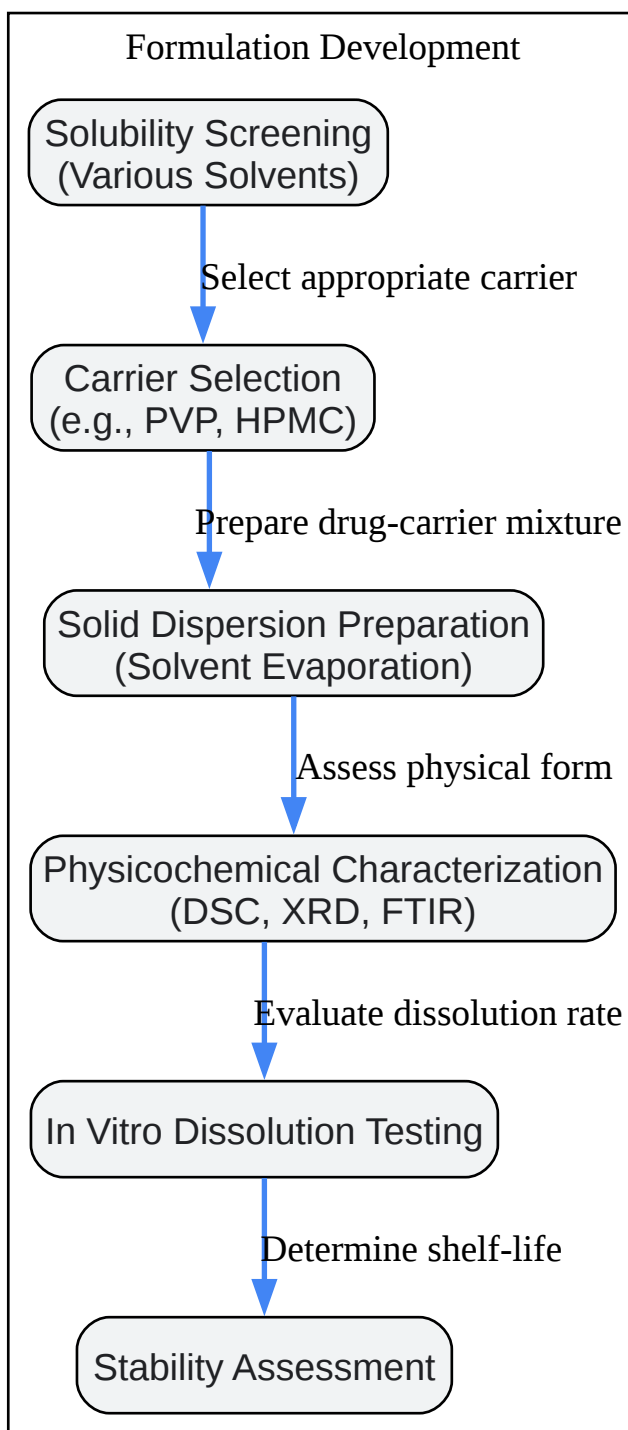 Formulation Development
Solubility Screening
(Various Solvents)
Select appropriate carrier
Carrier Selection
(e.g., PVP, HPMC)
Prepare drug-carrier mixture
Solid Dispersion Preparation
(Solvent Evaporation)
Assess physical form
Physicochemical Characterization
(DSC, XRD, FTIR)
Evaluate dissolution rate
In Vitro Dissolution Testing
Determine shelf-life
Stability Assessment